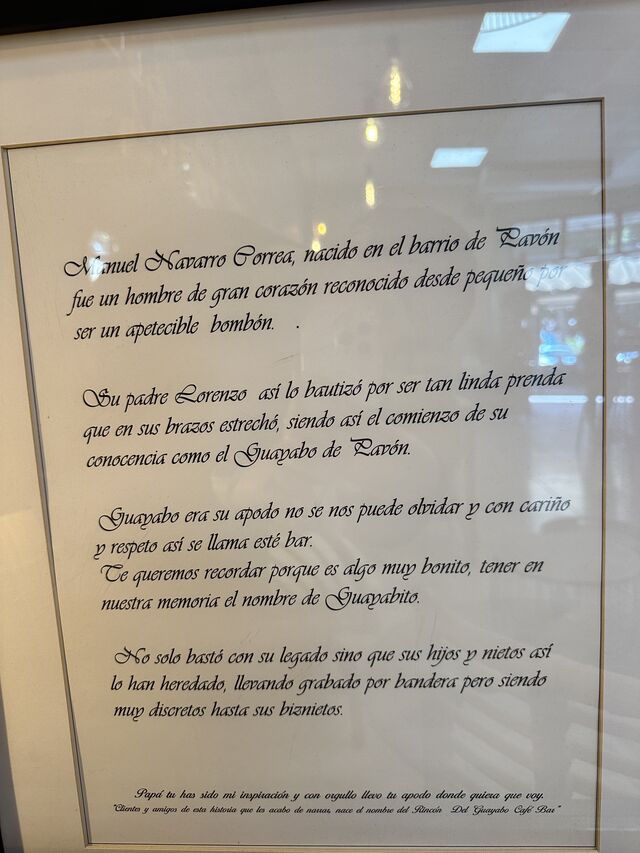 Manuel Navarro Correa, nacido en el barrio de Pavón
fue un hombre de gran corazón reconocido desde pequeño por
ser un apetecible bombón. .
Su padre Lorenzo así lo bautizó por ser tan linda prenda
que en sus brazos estrechó, siendo así el comienzo de su
conocencia como el Guayabo de Pavón.
Guayabo era su apodo no se nos puede olvidar y con cariño
y respeto así se llama esté bar.
Te queremos recordar porque es algo muy bonito, tener en
nuestra memoria el nombre de Guayabito.
No solo bastó con su legado sino que sus hijos y nietos así
lo han heredado, llevando grabado por bandera pero siendo
muy discretos hasta sus biznietos.
Papá tu has sido mi inspiración y con orgullo llevo tu apodo donde quiera que voy.
"Clientes y amigos de esta historia que les acabo de narrar, nace el nombre del Rincón Del Guayabo Café Bar"